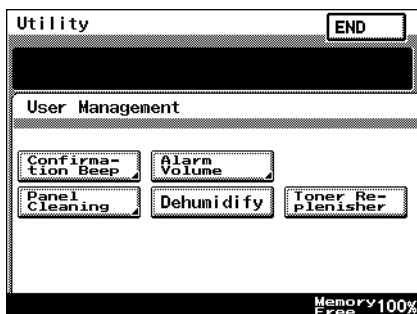 Utility
END
User Management
Confirma-
tion Beep
Alarm
Volume
Panel
Cleaning
Dehumidify
Toner Re-
plenisher
Memory
Free 100%